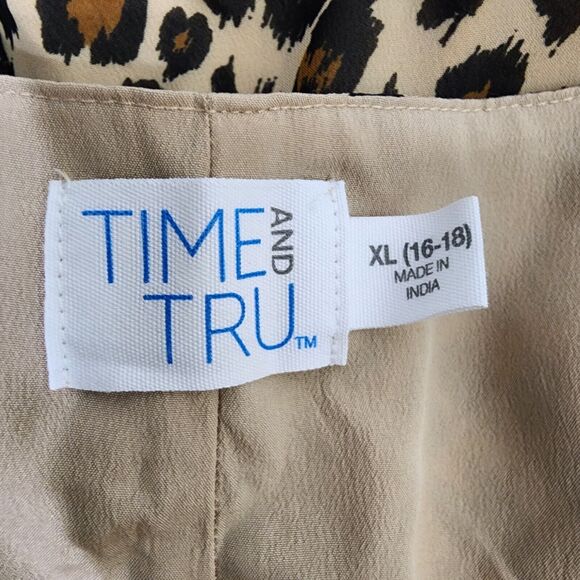 TIME AND
TRU™
XL (16-18)
MADE IN
INDIA